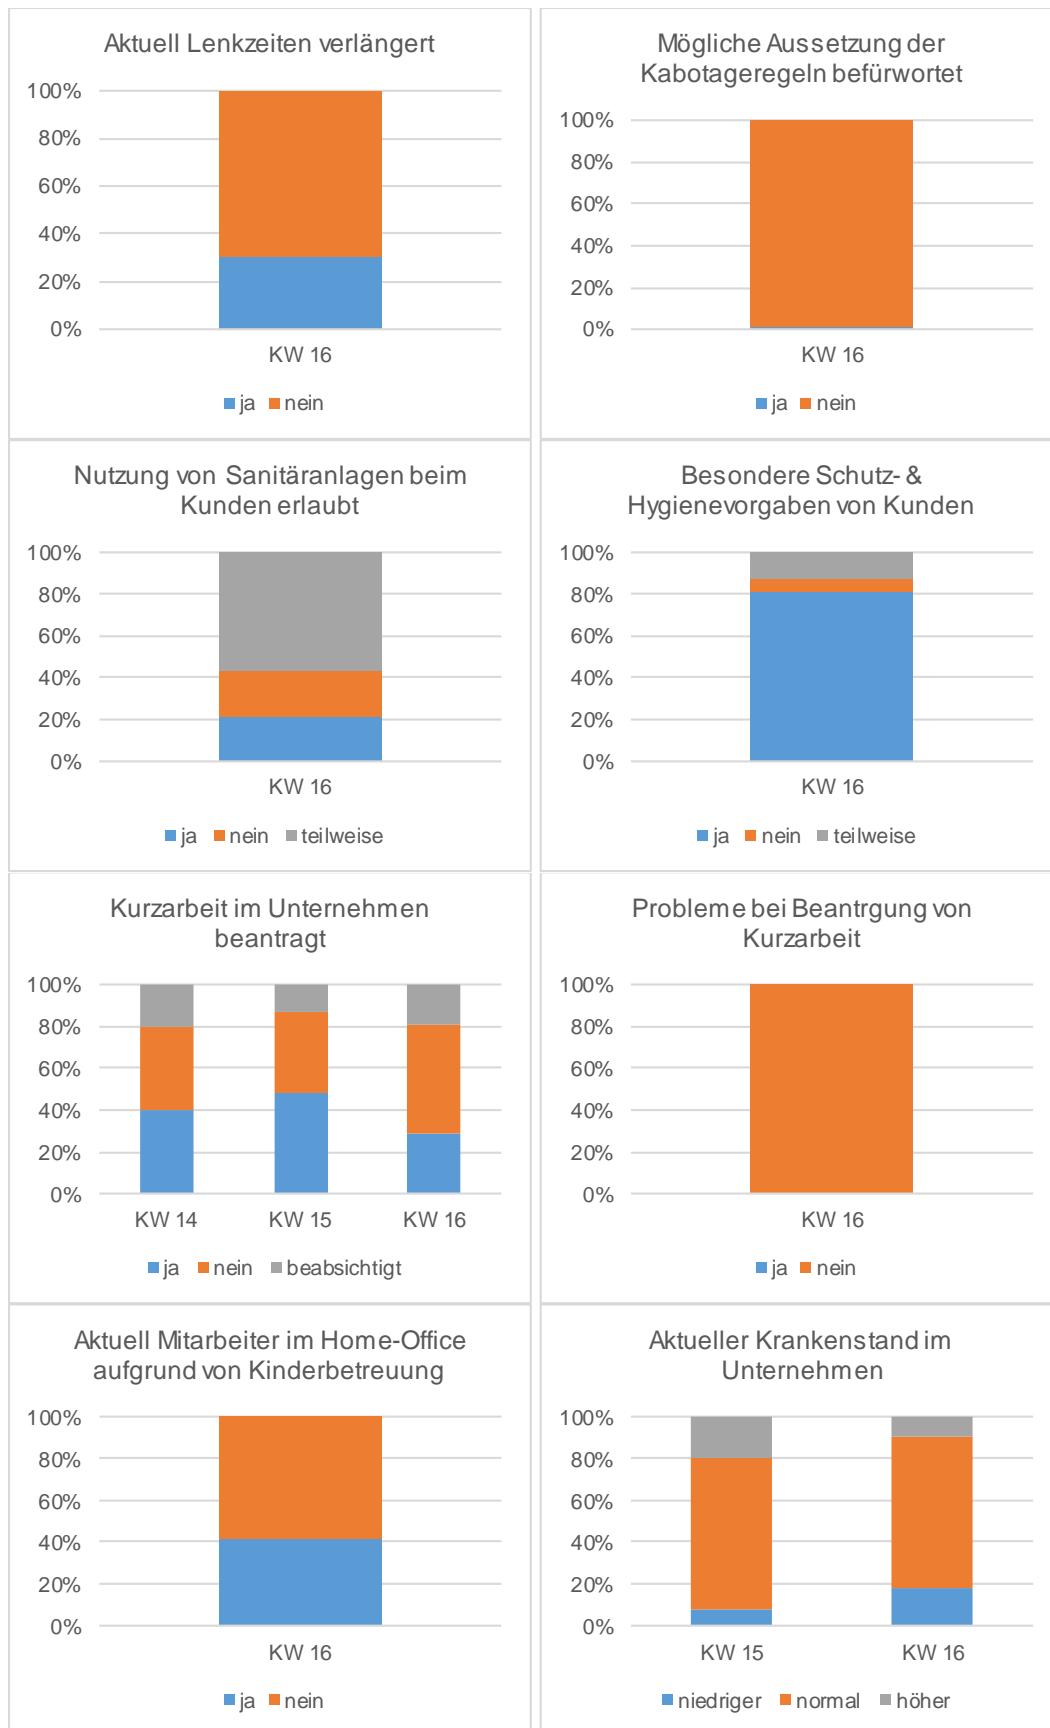 Aktuell Lenkzeiten verlängert
100%
80%
60%
40%
20%
0%
KW 16
ja nein
Mögliche Aussetzung der
Kabotageregeln befürwortet
100%
80%
60%
40%
20%
0%
KW 16
ja nein
Nutzung von Sanitäranlagen beim
Kunden erlaubt
100%
80%
60%
40%
20%
0%
KW 16
ja nein teilweise
Besondere Schutz- &
Hygienevorgaben von Kunden
100%
80%
60%
40%
20%
0%
KW 16
ja nein teilweise
Kurzarbeit im Unternehmen
beantragt
100%
80%
60%
40%
20%
0%
KW 14 KW 15 KW 16
ja nein beabsichtigt
Probleme bei Beantrgung von
Kurzarbeit
100%
80%
60%
40%
20%
0%
KW 16
ja nein
Aktuell Mitarbeiter im Home-Office
aufgrund von Kinderbetreuung
100%
80%
60%
40%
20%
0%
KW 16
ja nein
Aktueller Krankenstand im
Unternehmen
100%
80%
60%
40%
20%
0%
KW 15 KW 16
niedriger normal höher